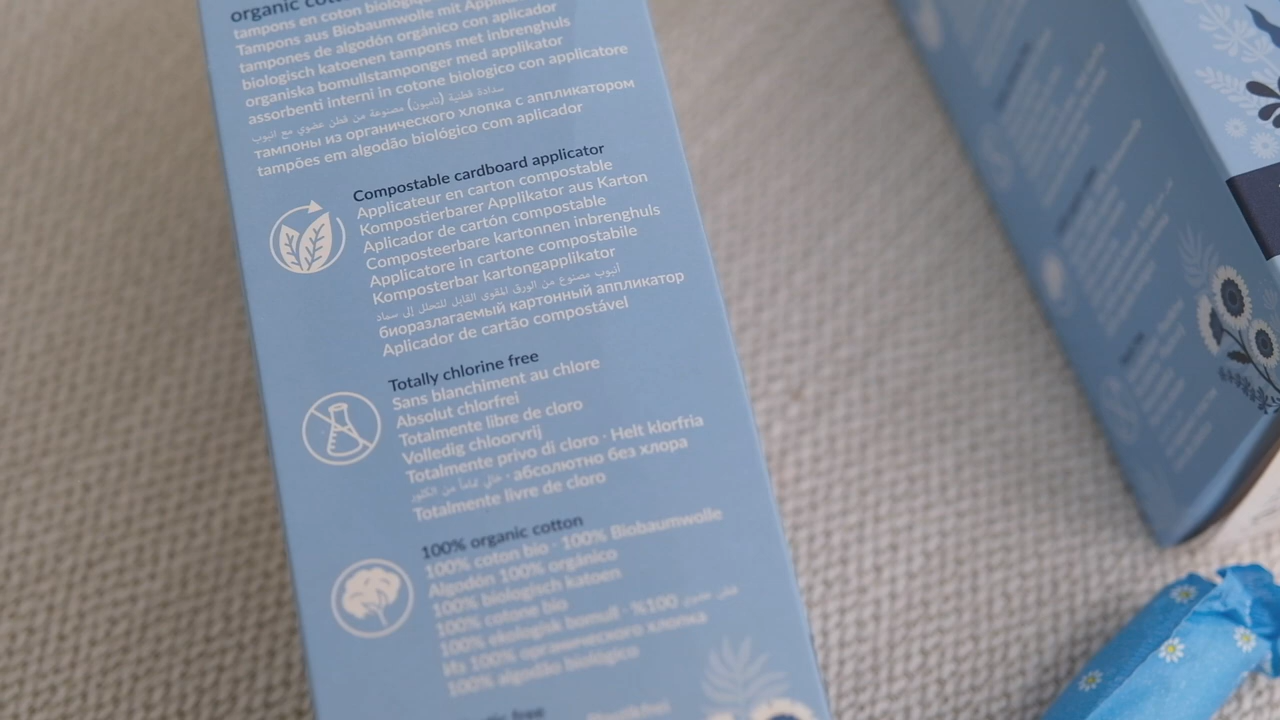 organic
tampons en coton biologique
Tampons aus Biobaumwolle mit
tampones de algodón orgánico con aplicador
biologisch katoenen tampons met inbrenghuls
organiska bomullstamponger med applikator
assorbenti interni in cotone biologico con applicatore
سدادة قطنية (تامبون) مصنوعة من قطن عضوي مع انبوب
тампоны из органического хлопка с аппликатором
tampões em algodão biológico com aplicador
Compostable cardboard applicator
Applicateur en carton compostable
Kompostierbarer Applikator aus Karton
Aplicador de cartón compostable
Composteerbare kartonnen inbrenghuls
Applicatore in cartone compostabile
Komposterbar kartongapplikator
أنبوب مصنوع من الورق المقوى القابل للتحلل إلى سماد
биоразлагаемый картонный аппликатор
Aplicador de cartão compostável
Totally chlorine free
Sans blanchiment au chlore
Absolut chlorfrei
Totalmente libre de cloro
Volledig chloorvrij
Totalmente privo di cloro · Helt klorfria
خالي تماماً من الكلور · абсолютно без хлора
Totalmente livre de cloro
100% organic cotton
100% coton bio · 100% Biobaumwolle
Algodón 100% orgánico
100% biologisch katoen
100% cotone bio
100% ekologisk bomull · %100 قطن عضوي
Из 100% органического хлопка
100% algodão biológico
free